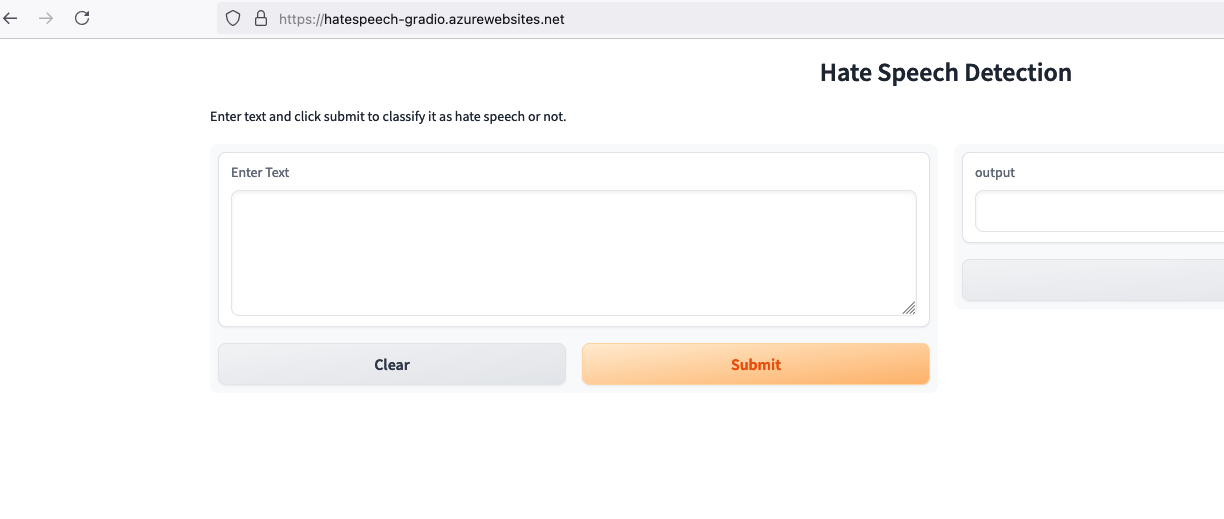 https://hatespeech-gradio.azurewebsites.net
Hate Speech Detection
Enter text and click submit to classify it as hate speech or not.
Enter Text
output
Clear
Submit